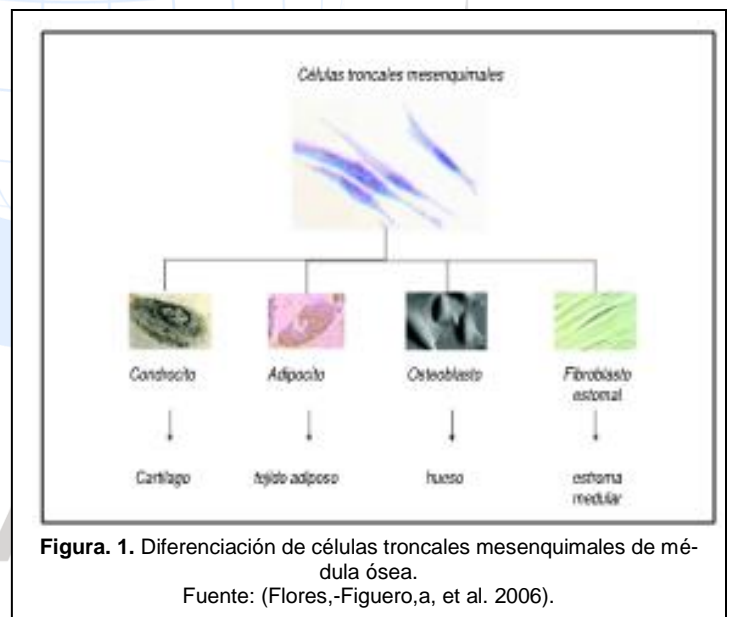 Células troncales mesenquimales
Condrocito Adipocito Osteoblasto Fibroblasto
estomal
Cartílago tejido adiposo hueso estroma
medular
Figura. 1. Diferenciación de células troncales mesenquimales de mé-
dula ósea.
Fuente: (Flores,-Figuero,a, et al. 2006).